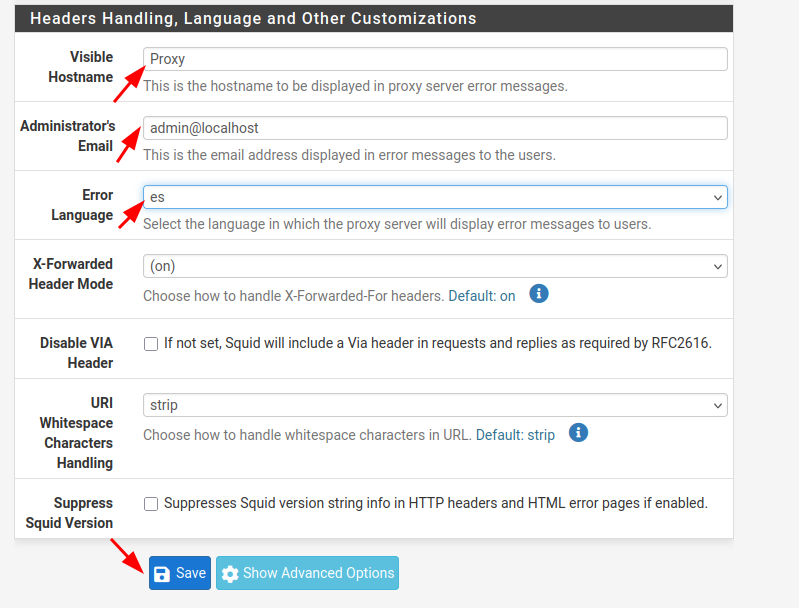 Headers Handling, Language and Other Customizations
Visible Hostname
Proxy
This is the hostname to be displayed in proxy server error messages.
Administrator's Email
admin@localhost
This is the email address displayed in error messages to the users.
Error Language
es
Select the language in which the proxy server will display error messages to users.
X-Forwarded Header Mode
(on)
Choose how to handle X-Forwarded-For headers. Default: on
Disable VIA Header
If not set, Squid will include a Via header in requests and replies as required by RFC2616.
URI Whitespace Characters Handling
strip
Choose how to handle whitespace characters in URL. Default: strip
Suppress Squid Version
Suppresses Squid version string info in HTTP headers and HTML error pages if enabled.
Save
Show Advanced Options